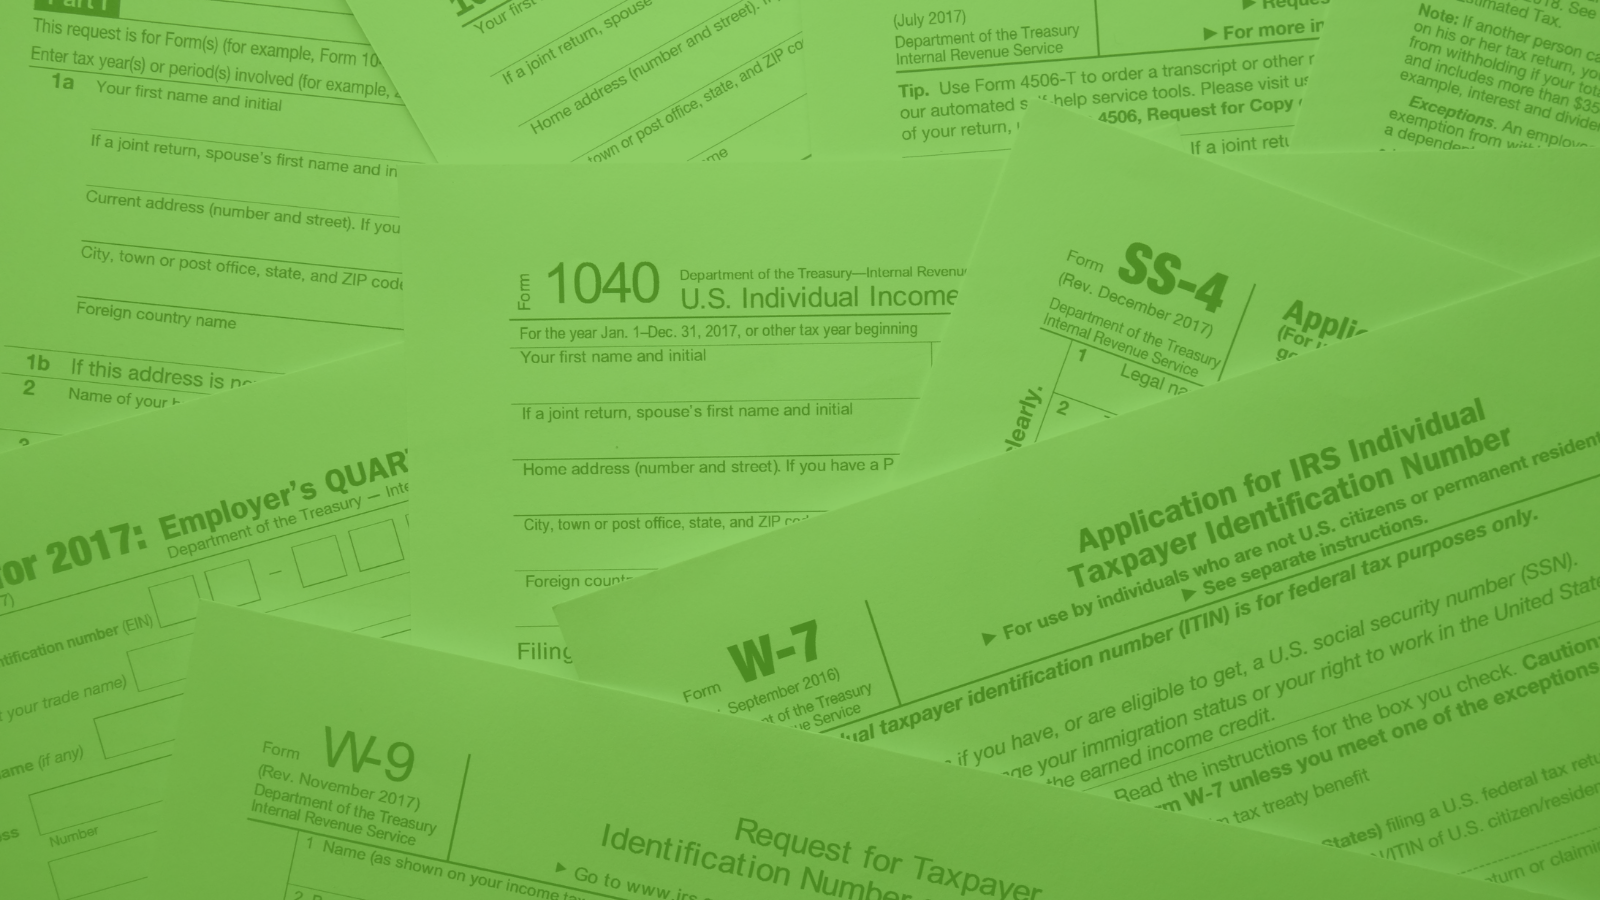 Part I
This request is for Form(s) (for example, Form 10
Enter tax year(s) or period(s) involved (for example,
1a Your first name and initial
If a joint return, spouse's first name and in
Current address (number and street). If you
City, town or post office, state, and ZIP code
Foreign country name
1b If this address is
2 Name of your
Your first
If a joint return, spouse
Home address (number and street).
town or post office, state, and ZIP co
(July 2017)
Department of the Treasury
Internal Revenue Service
▶ For more in
Tip. Use Form 4506-T to order a transcript or other r
our automated self-help service tools. Please visit us
4506, Request for Copy
of your return,
If a joint retu
2018. See
Estimated Tax.
Note: If another person ca
on his or her tax return, you
from withholding if your tota
and includes more than $35
example, interest and divide
Exceptions. An employe
exemption from
a dependen
Form 1040 Department of the Treasury—Internal Revenu
U.S. Individual Income
For the year Jan. 1–Dec. 31, 2017, or other tax year beginning
Your first name and initial
If a joint return, spouse's first name and initial
Home address (number and street). If you have a P
City, town or post office, state, and ZIP
Foreign count
Filing
Form SS-4
(Rev. December 2017)
Department of the Treasury
Internal Revenue Service
Applic
(For
1 Legal na
2
clearly.
for 2017: Employer's QUAR
Department of the Treasury — Inte
7)
ntification number (EIN)
t your trade name)
ame (if any)
ss
Number
Form W-7
September 2016)
nt of the Treasury
ue Service
Application for IRS Individual
Taxpayer Identification Number
▶ For use by individuals who are not U.S. citizens or permanent resident
▶ See separate instructions.
ual taxpayer identification number (ITIN) is for federal tax purposes only.
if you have, or are eligible to get, a U.S. social security number (SSN).
nge your immigration status or your right to work in the United State
the earned income credit.
Read the instructions for the box you check. Caution:
m W-7 unless you meet one of the exceptions
n tax treaty benefit
States) filing a U.S. federal tax retu
/ITIN of U.S. citizen/residen
turn or claimin
Form W-9
(Rev. November 2017)
Department of the Treasury
Internal Revenue Service
Request for Taxpayer
Identification Number
▶ Go to www.irs
1 Name (as shown on your income ta
2